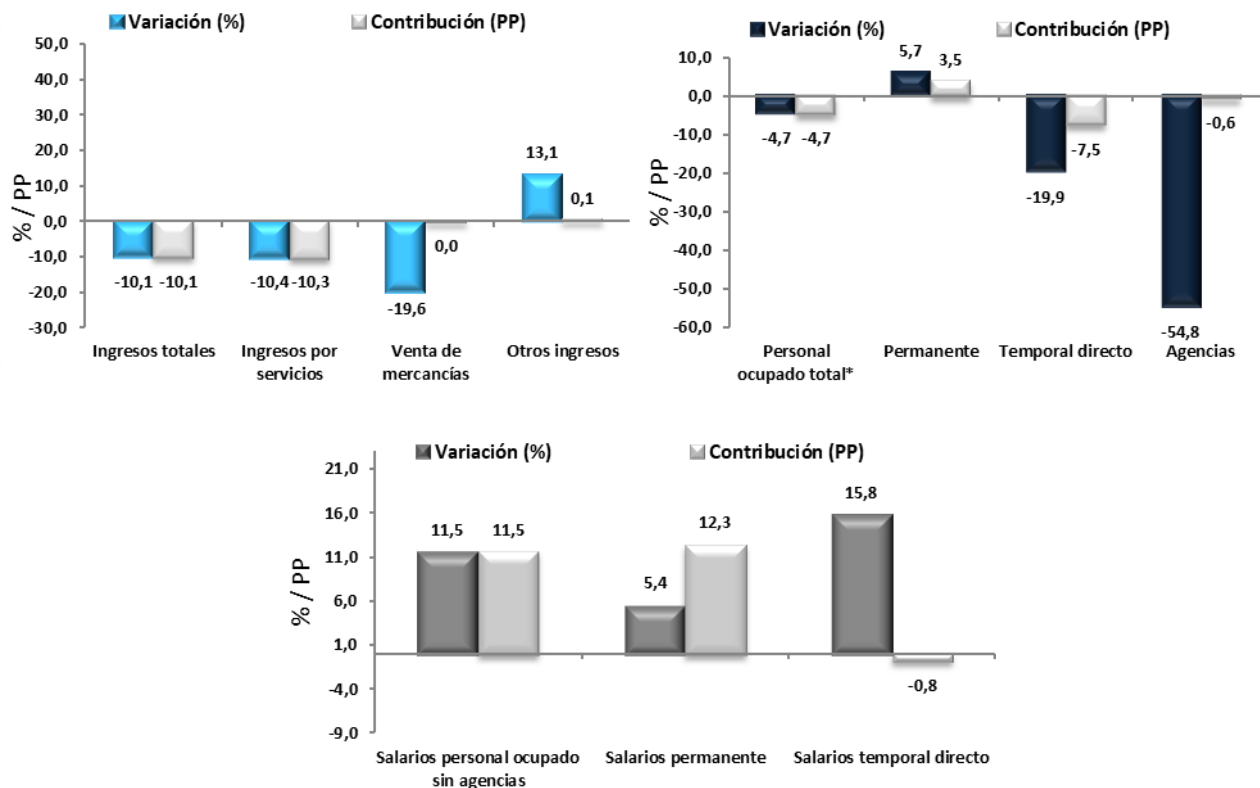 Variación (%) Contribución (PP)
50,0
40,0
30,0
20,0
10,0
0,0
-10,0
-20,0
-30,0
% / PP
-10,1 -10,1
-10,4 -10,3
-19,6
0,0
13,1
0,1
Ingresos totales
Ingresos por
servicios
Venta de
mercancías
Otros ingresos
Variación (%) Contribución (PP)
10,0
0,0
-10,0
-20,0
-30,0
-40,0
-50,0
-60,0
% / PP
-4,7 -4,7
5,7 3,5
-19,9
-7,5
-54,8
-0,6
Personal
ocupado total*
Permanente
Temporal directo
Agencias
Variación (%) Contribución (PP)
21,0
16,0
11,0
6,0
1,0
-4,0
-9,0
% / PP
11,5 11,5
5,4
12,3
15,8
-0,8
Salarios personal ocupado
sin agencias
Salarios permanente
Salarios temporal directo